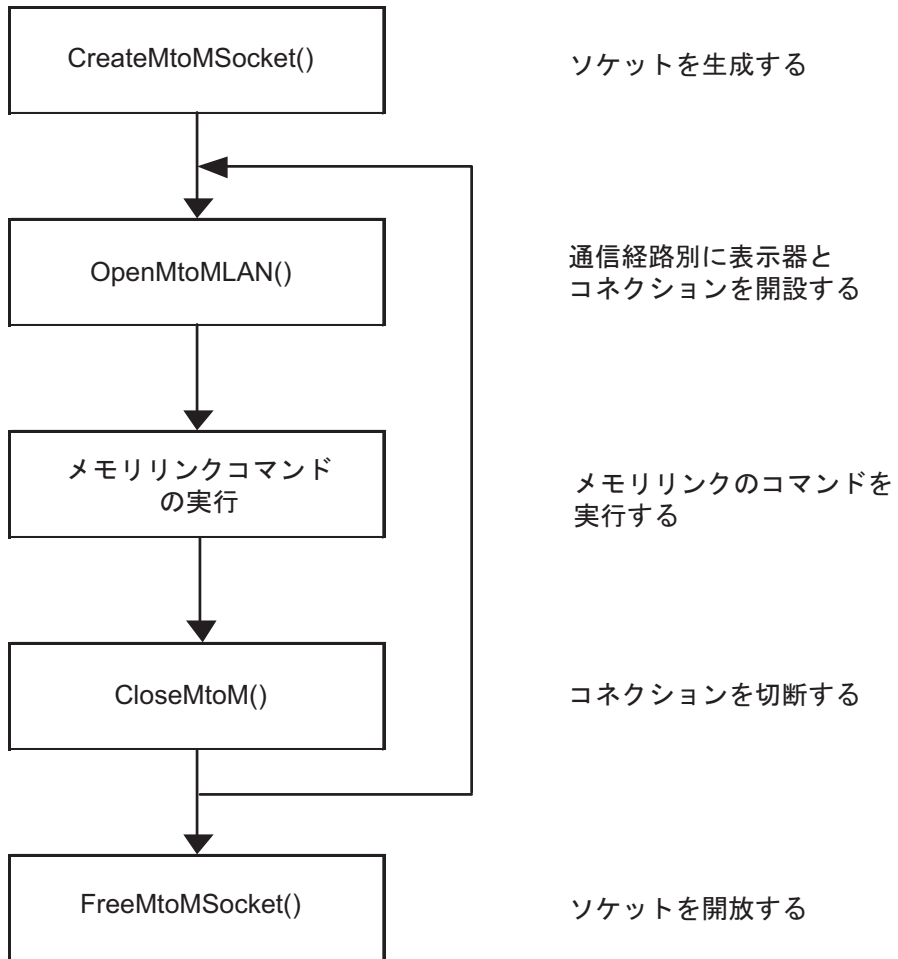 CreateMtoMSocket()
ソケットを生成する
OpenMtoMLAN()
通信経路別に表示器と
コネクションを開設する
メモリリンクコマンド
の実行
メモリリンクのコマンドを
実行する
CloseMtoM()
コネクションを切断する
FreeMtoMSocket()
ソケットを開放する